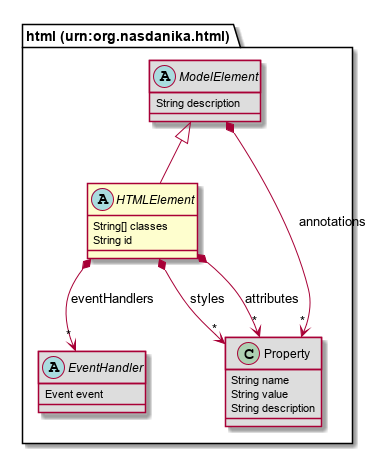 html (urn:org.nasdanika.html)
A ModelElement
String description
annotations
A HTMLElement
String[] classes
String id
eventHandlers
styles
attributes
*
*
*
*
A EventHandler
Event event
C Property
String name
String value
String description